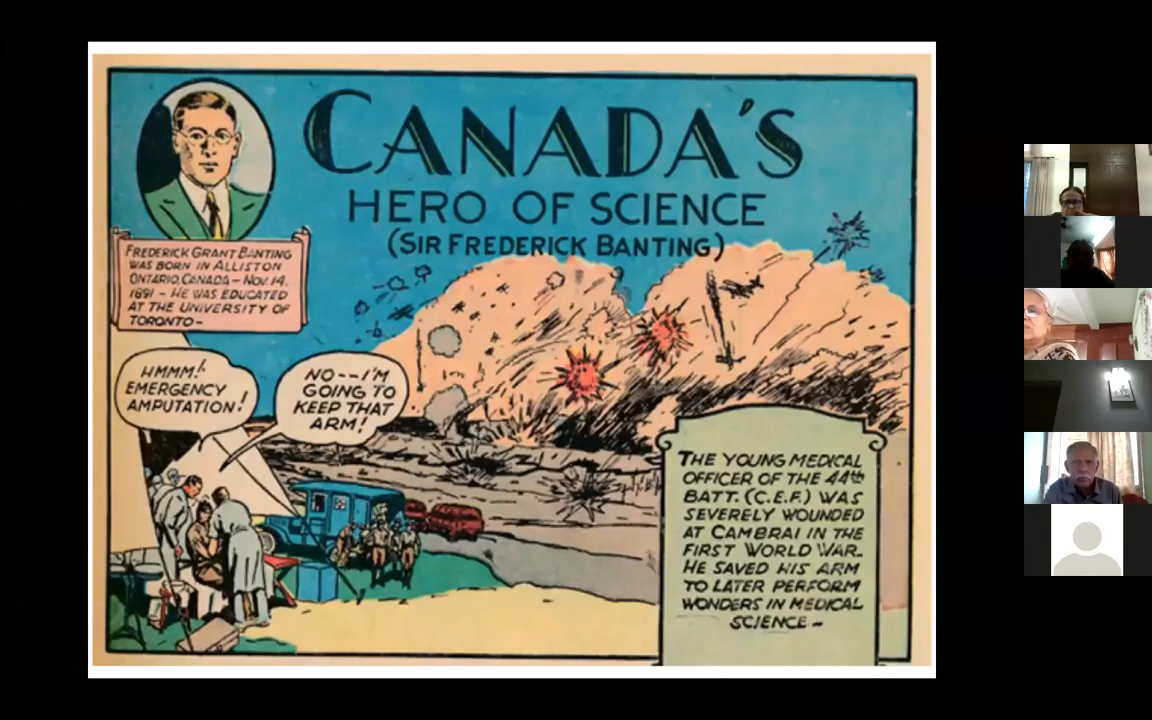 CANADA'S
HERO OF SCIENCE
(SIR FREDERICK BANTING)
FREDERICK GRANT BANTING
WAS BORN IN ALLISTON
ONTARIO, CANADA - NOV. 14,
1891 - HE WAS EDUCATED
AT THE UNIVERSITY OF
TORONTO-
HMMM!
EMERGENCY
AMPUTATION!
NO--I'M
GOING TO
KEEP THAT
ARM!
THE YOUNG MEDICAL
OFFICER OF THE 44th
BATT. (C.E.F.) WAS
SEVERELY WOUNDED
AT CAMBRAI IN THE
FIRST WORLD WAR.
HE SAVED HIS ARM
TO LATER PERFORM
WONDERS IN MEDICAL
SCIENCE -